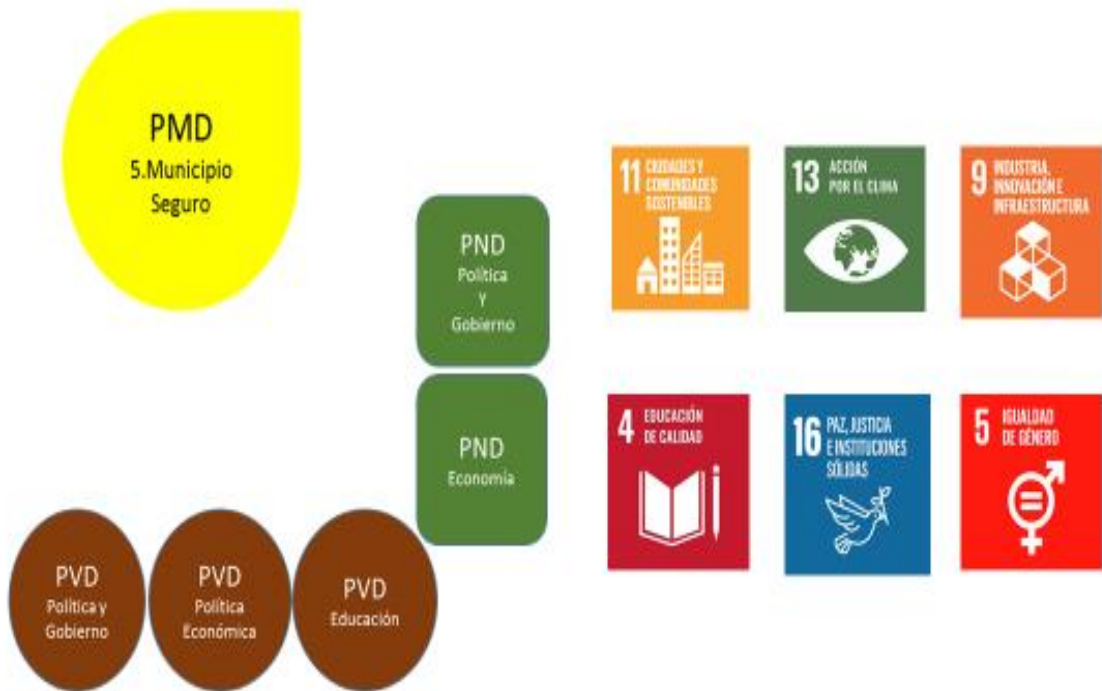 PMD
5.Municipio
Seguro
PND
Política
Y
Gobierno
PND
Economía
PVD
Política y
Gobierno
PVD
Política
Económica
PVD
Educación
11 CIUDADES Y
COMUNIDADES
SOSTENIBLES
13 ACCIÓN
POR EL CLIMA
9 INDUSTRIA,
INNOVACIÓN E
INFRAESTRUCTURA
4 EDUCACIÓN
DE CALIDAD
16 PAZ, JUSTICIA
E INSTITUCIONES
SÓLIDAS
5 IGUALDAD
DE GÉNERO